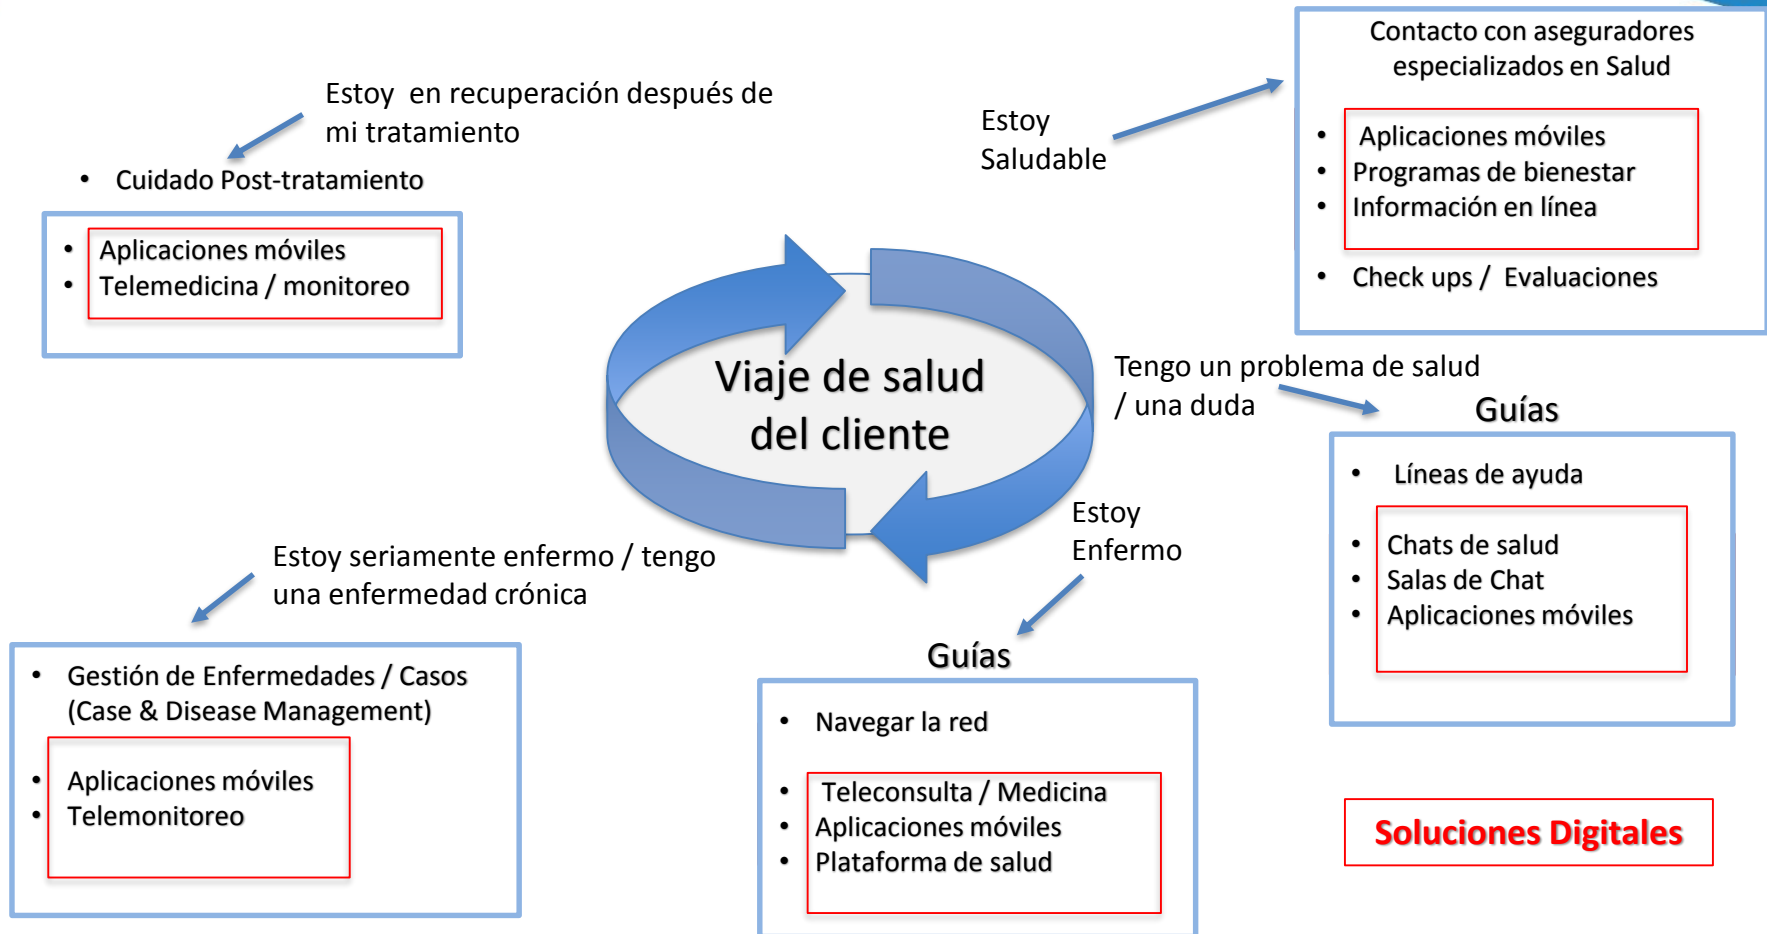 Contacto con aseguradores
especializados en Salud
• Aplicaciones móviles
• Programas de bienestar
• Información en línea
• Check ups / Evaluaciones
Estoy
Saludable
Estoy en recuperación después de
mi tratamiento
• Cuidado Post-tratamiento
• Aplicaciones móviles
• Telemedicina / monitoreo
Viaje de salud
del cliente
Tengo un problema de salud
/ una duda
Guías
• Líneas de ayuda
• Chats de salud
• Salas de Chat
• Aplicaciones móviles
Estoy
Enfermo
Guías
• Navegar la red
• Teleconsulta / Medicina
• Aplicaciones móviles
• Plataforma de salud
Estoy seriamente enfermo / tengo
una enfermedad crónica
• Gestión de Enfermedades / Casos
(Case & Disease Management)
• Aplicaciones móviles
• Telemonitoreo
Soluciones Digitales